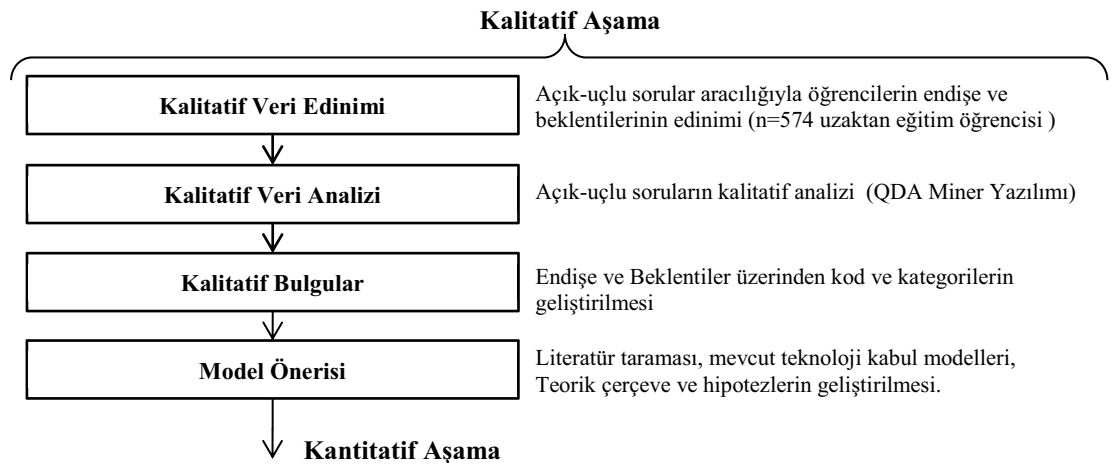 Kalitatif Aşama
Kalitatif Veri Edinimi
Açık-uçlu sorular aracılığıyla öğrencilerin endişe ve
beklentilerinin edinimi (n=574 uzaktan eğitim öğrencisi )
Kalitatif Veri Analizi
Açık-uçlu soruların kalitatif analizi (QDA Miner Yazılımı)
Kalitatif Bulgular
Endişe ve Beklentiler üzerinden kod ve kategorilerin
geliştirilmesi
Model Önerisi
Literatür taraması, mevcut teknoloji kabul modelleri,
Teorik çerçeve ve hipotezlerin geliştirilmesi.
Kantitatif Aşama